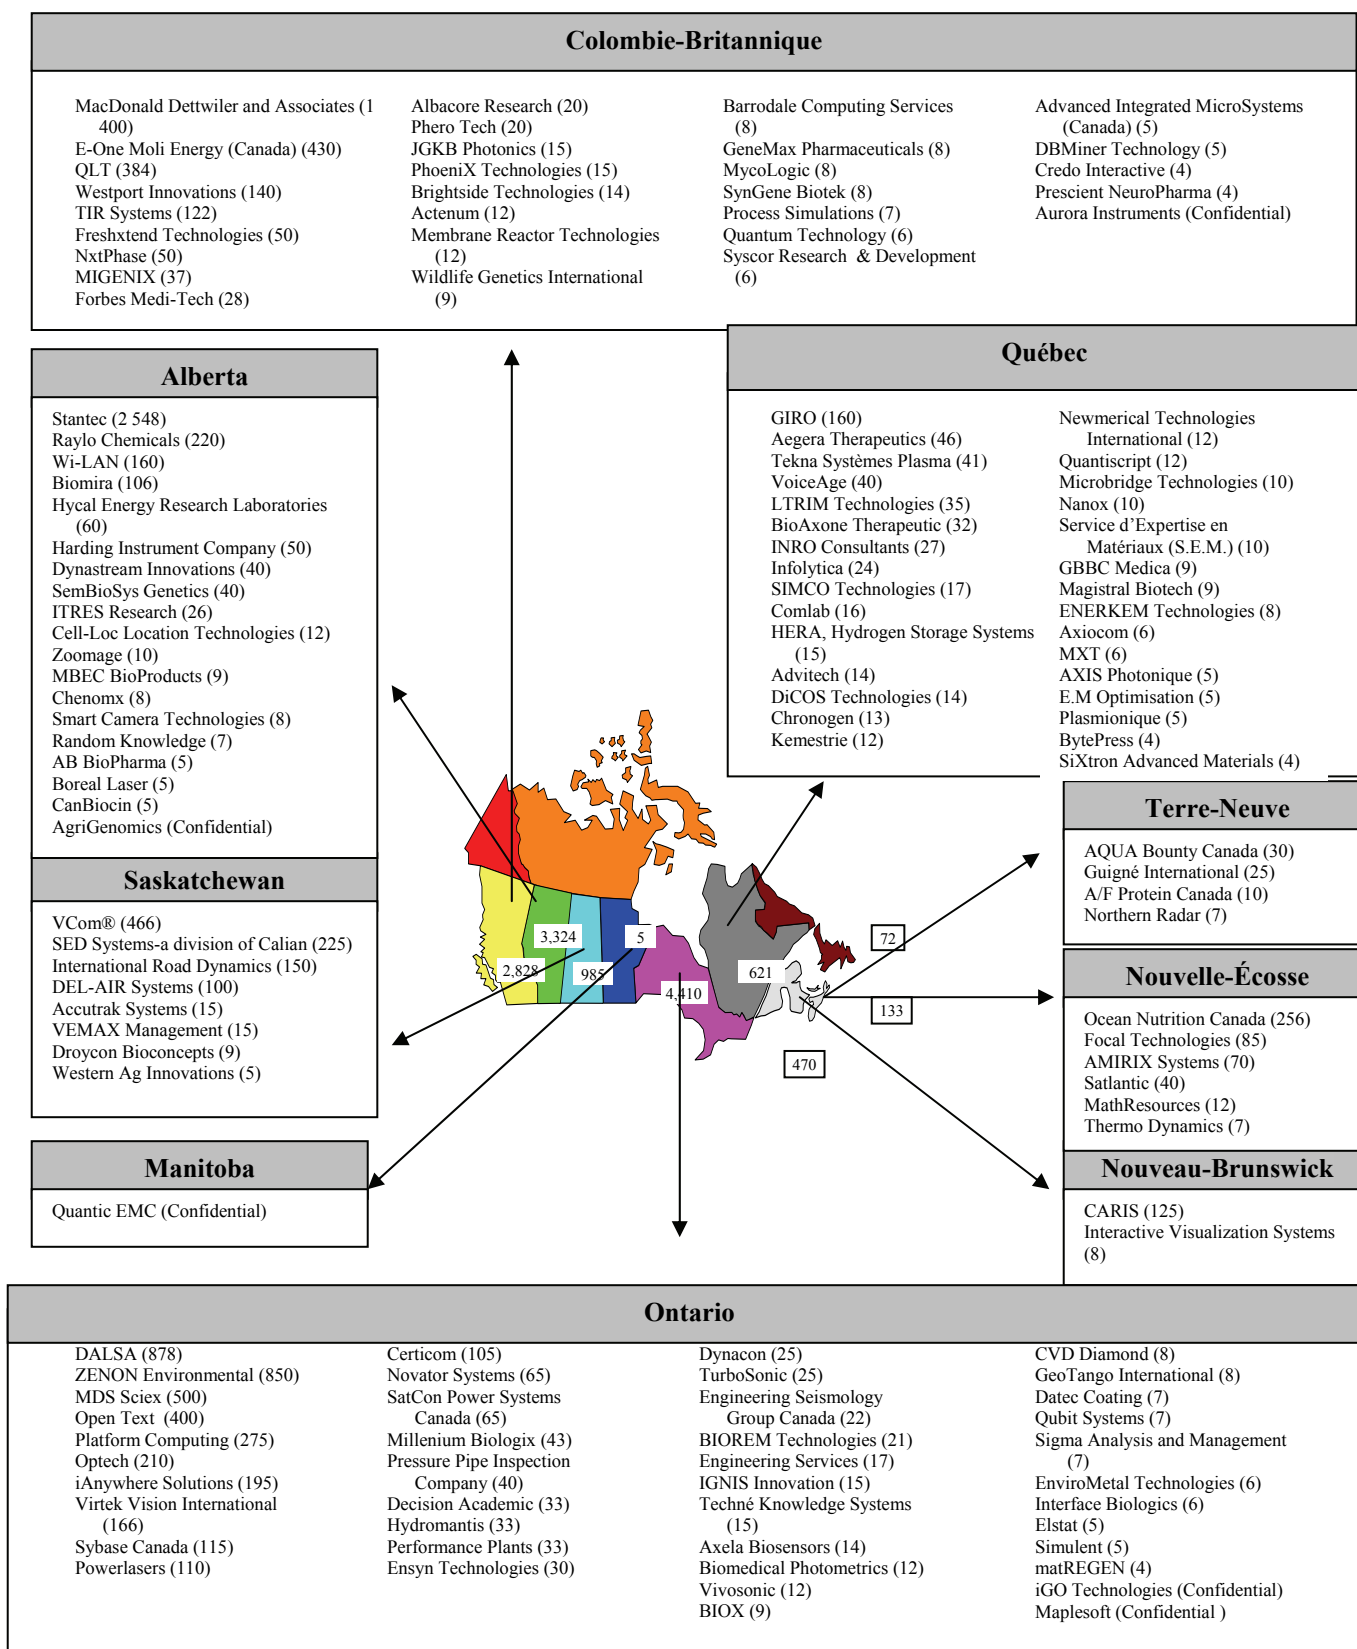 Colombie-Britannique
MacDonald Dettwiler and Associates (1
400)
E-One Moli Energy (Canada) (430)
QLT (384)
Westport Innovations (140)
TIR Systems (122)
Freshxtend Technologies (50)
NxtPhase (50)
MIGENIX (37)
Forbes Medi-Tech (28)
Albacore Research (20)
Phero Tech (20)
JGKB Photonics (15)
PhoeniX Technologies (15)
Brightside Technologies (14)
Actenum (12)
Membrane Reactor Technologies
(12)
Wildlife Genetics International
(9)
Barrodale Computing Services
(8)
GeneMax Pharmaceuticals (8)
MycoLogic (8)
SynGene Biotek (8)
Process Simulations (7)
Quantum Technology (6)
Syscor Research & Development
(6)
Advanced Integrated MicroSystems
(Canada) (5)
DBMiner Technology (5)
Credo Interactive (4)
Prescient NeuroPharma (4)
Aurora Instruments (Confidential)
Alberta
Stantec (2 548)
Raylo Chemicals (220)
Wi-LAN (160)
Biomira (106)
Hycal Energy Research Laboratories
(60)
Harding Instrument Company (50)
Dynastream Innovations (40)
SemBioSys Genetics (40)
ITRES Research (26)
Cell-Loc Location Technologies (12)
Zoomage (10)
MBEC BioProducts (9)
Chenomx (8)
Smart Camera Technologies (8)
Random Knowledge (7)
AB BioPharma (5)
Boreal Laser (5)
CanBiocin (5)
AgriGenomics (Confidential)
Québec
GIRO (160)
Aegera Therapeutics (46)
Tekna Systèmes Plasma (41)
VoiceAge (40)
LTRIM Technologies (35)
BioAxone Therapeutic (32)
INRO Consultants (27)
Infolytica (24)
SIMCO Technologies (17)
Comlab (16)
HERA, Hydrogen Storage Systems
(15)
Advitech (14)
DiCOS Technologies (14)
Chronogen (13)
Kemestrie (12)
Newmerical Technologies
International (12)
Quantiscript (12)
Microbridge Technologies (10)
Nanox (10)
Service d’Expertise en
Matériaux (S.E.M.) (10)
GBBC Medica (9)
Magistral Biotech (9)
ENERKEM Technologies (8)
Axiocom (6)
MXT (6)
AXIS Photonique (5)
E.M Optimisation (5)
Plasmionique (5)
BytePress (4)
SiXtron Advanced Materials (4)
Saskatchewan
VCom® (466)
SED Systems-a division of Calian (225)
International Road Dynamics (150)
DEL-AIR Systems (100)
Accutrak Systems (15)
VEMAX Management (15)
Droycon Bioconcepts (9)
Western Ag Innovations (5)
Terre-Neuve
AQUA Bounty Canada (30)
Guigné International (25)
A/F Protein Canada (10)
Northern Radar (7)
3,324
5
72
2,828
985
621
4,410
133
470
Nouvelle-Écosse
Ocean Nutrition Canada (256)
Focal Technologies (85)
AMIRIX Systems (70)
Satlantic (40)
MathResources (12)
Thermo Dynamics (7)
Manitoba
Quantic EMC (Confidential)
Nouveau-Brunswick
CARIS (125)
Interactive Visualization Systems
(8)
Ontario
DALSA (878)
ZENON Environmental (850)
MDS Sciex (500)
Open Text  (400)
Platform Computing (275)
Optech (210)
iAnywhere Solutions (195)
Virtek Vision International
(166)
Sybase Canada (115)
Powerlasers (110)
Certicom (105)
Novator Systems (65)
SatCon Power Systems
Canada (65)
Millenium Biologix (43)
Pressure Pipe Inspection
Company (40)
Decision Academic (33)
Hydromantis (33)
Performance Plants (33)
Ensyn Technologies (30)
Dynacon (25)
TurboSonic (25)
Engineering Seismology
Group Canada (22)
BIOREM Technologies (21)
Engineering Services (17)
IGNIS Innovation (15)
Techné Knowledge Systems
(15)
Axela Biosensors (14)
Biomedical Photometrics (12)
Vivosonic (12)
BIOX (9)
CVD Diamond (8)
GeoTango International (8)
Datec Coating (7)
Qubit Systems (7)
Sigma Analysis and Management
(7)
EnviroMetal Technologies (6)
Interface Biologics (6)
Elstat (5)
Simulent (5)
matREGEN (4)
iGO Technologies (Confidential)
Maplesoft (Confidential )